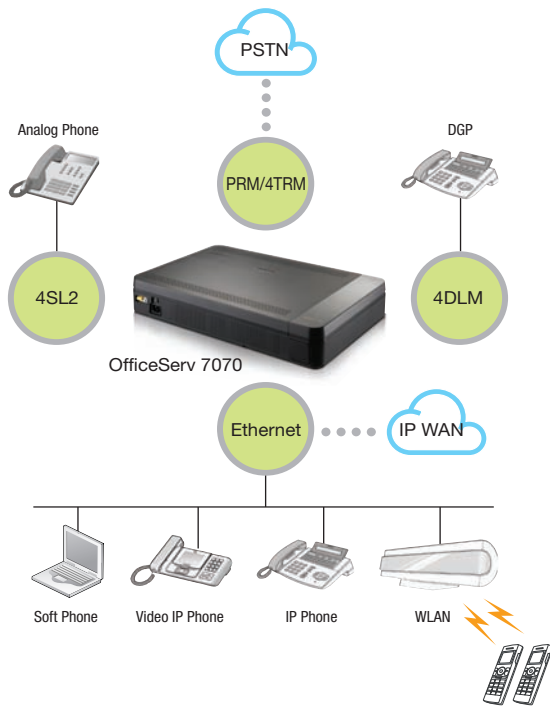 PSTN
Analog Phone
DGP
PRM/4TRM
4SL2
4DLM
OfficeServ 7070
Ethernet
IP WAN
Soft Phone
Video IP Phone
IP Phone
WLAN